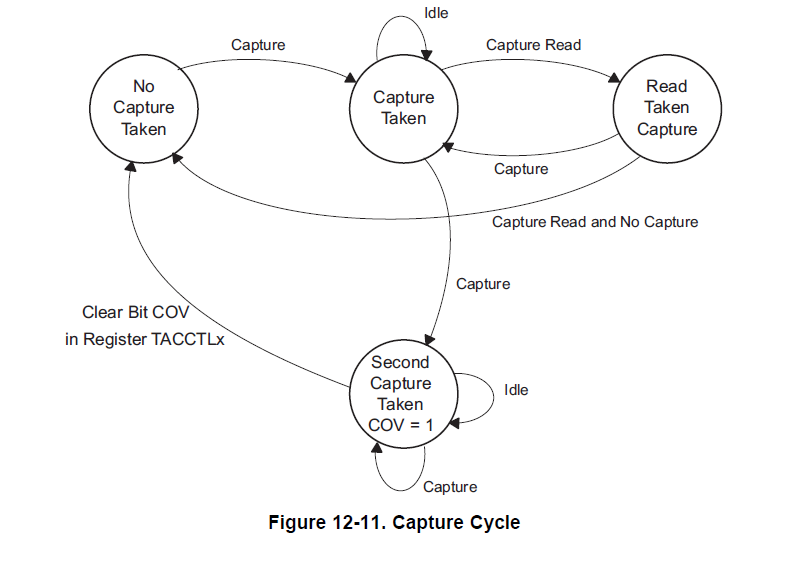 Idle
Capture
Capture Read
No
Capture
Taken
Capture
Taken
Read
Taken
Capture
Capture
Capture Read and No Capture
Capture
Clear Bit COV
in Register TACCTLx
Second
Capture
Taken
COV = 1
Idle
Capture
Figure 12-11. Capture Cycle